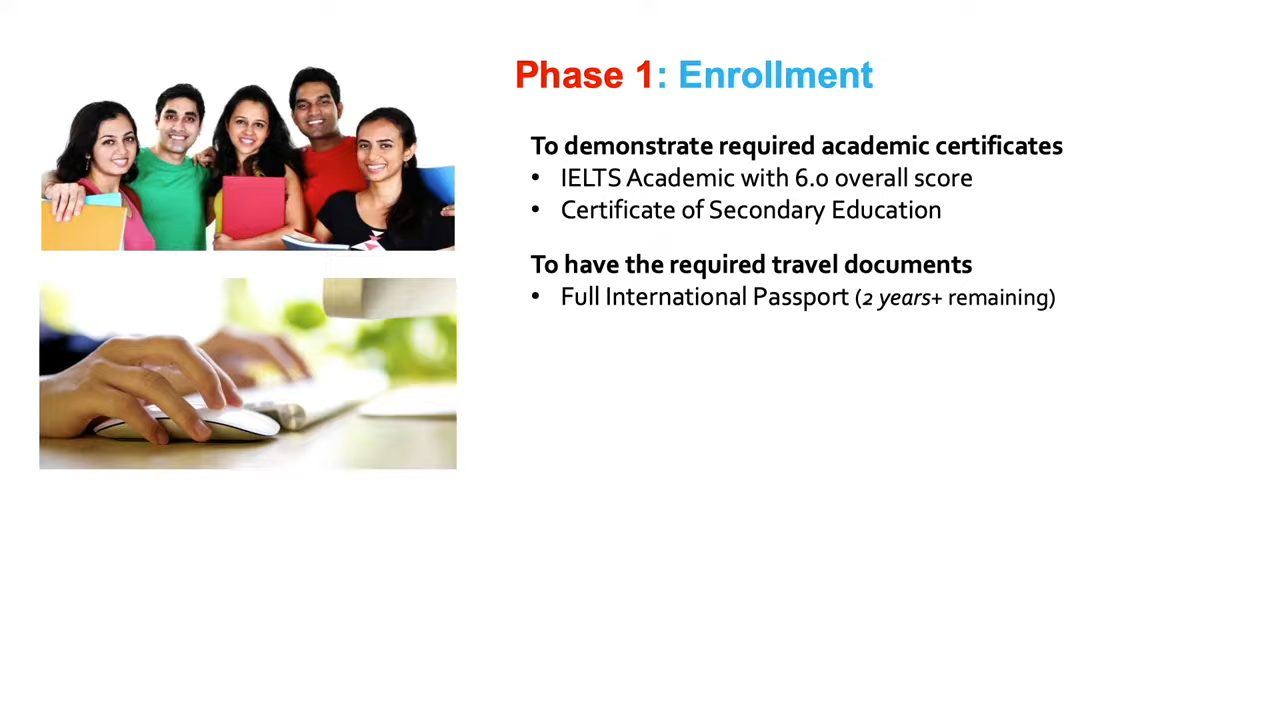 Phase 1: Enrollment
To demonstrate required academic certificates
• IELTS Academic with 6.0 overall score
• Certificate of Secondary Education
To have the required travel documents
• Full International Passport (2 years+ remaining)